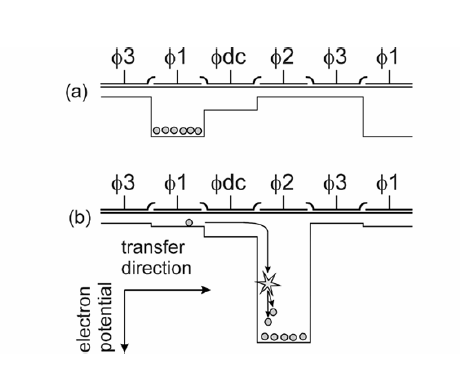 ϕ3 ϕ1 ϕdc ϕ2 ϕ3 ϕ1
(a)
ϕ3 ϕ1 ϕdc ϕ2 ϕ3 ϕ1
(b)
transfer
direction
electron
potential